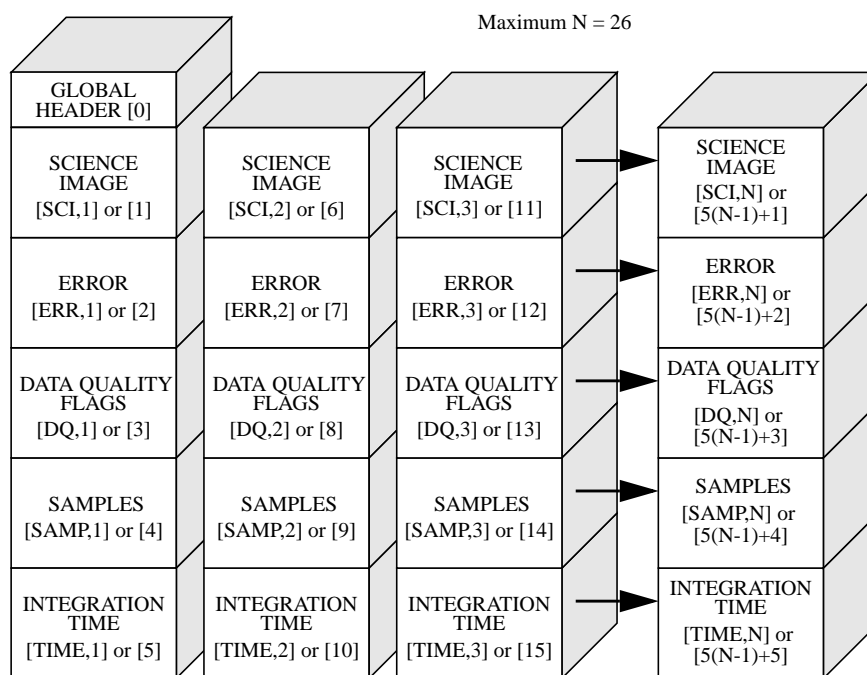 Maximum N = 26
GLOBAL
HEADER [0]
SCIENCE
IMAGE
[SCI,1] or [1]
ERROR
[ERR,1] or [2]
DATA QUALITY
FLAGS
[DQ,1] or [3]
SAMPLES
[SAMP,1] or [4]
INTEGRATION
TIME
[TIME,1] or [5]
SCIENCE
IMAGE
[SCI,2] or [6]
ERROR
[ERR,2] or [7]
DATA QUALITY
FLAGS
[DQ,2] or [8]
SAMPLES
[SAMP,2] or [9]
INTEGRATION
TIME
[TIME,2] or [10]
SCIENCE
IMAGE
[SCI,3] or [11]
ERROR
[ERR,3] or [12]
DATA QUALITY
FLAGS
[DQ,3] or [13]
SAMPLES
[SAMP,3] or [14]
INTEGRATION
TIME
[TIME,3] or [15]
SCIENCE
IMAGE
[SCI,N] or
[5(N-1)+1]
ERROR
[ERR,N] or
[5(N-1)+2]
DATA QUALITY
FLAGS
[DQ,N] or
[5(N-1)+3]
SAMPLES
[SAMP,N] or
[5(N-1)+4]
INTEGRATION
TIME
[TIME,N] or
[5(N-1)+5]